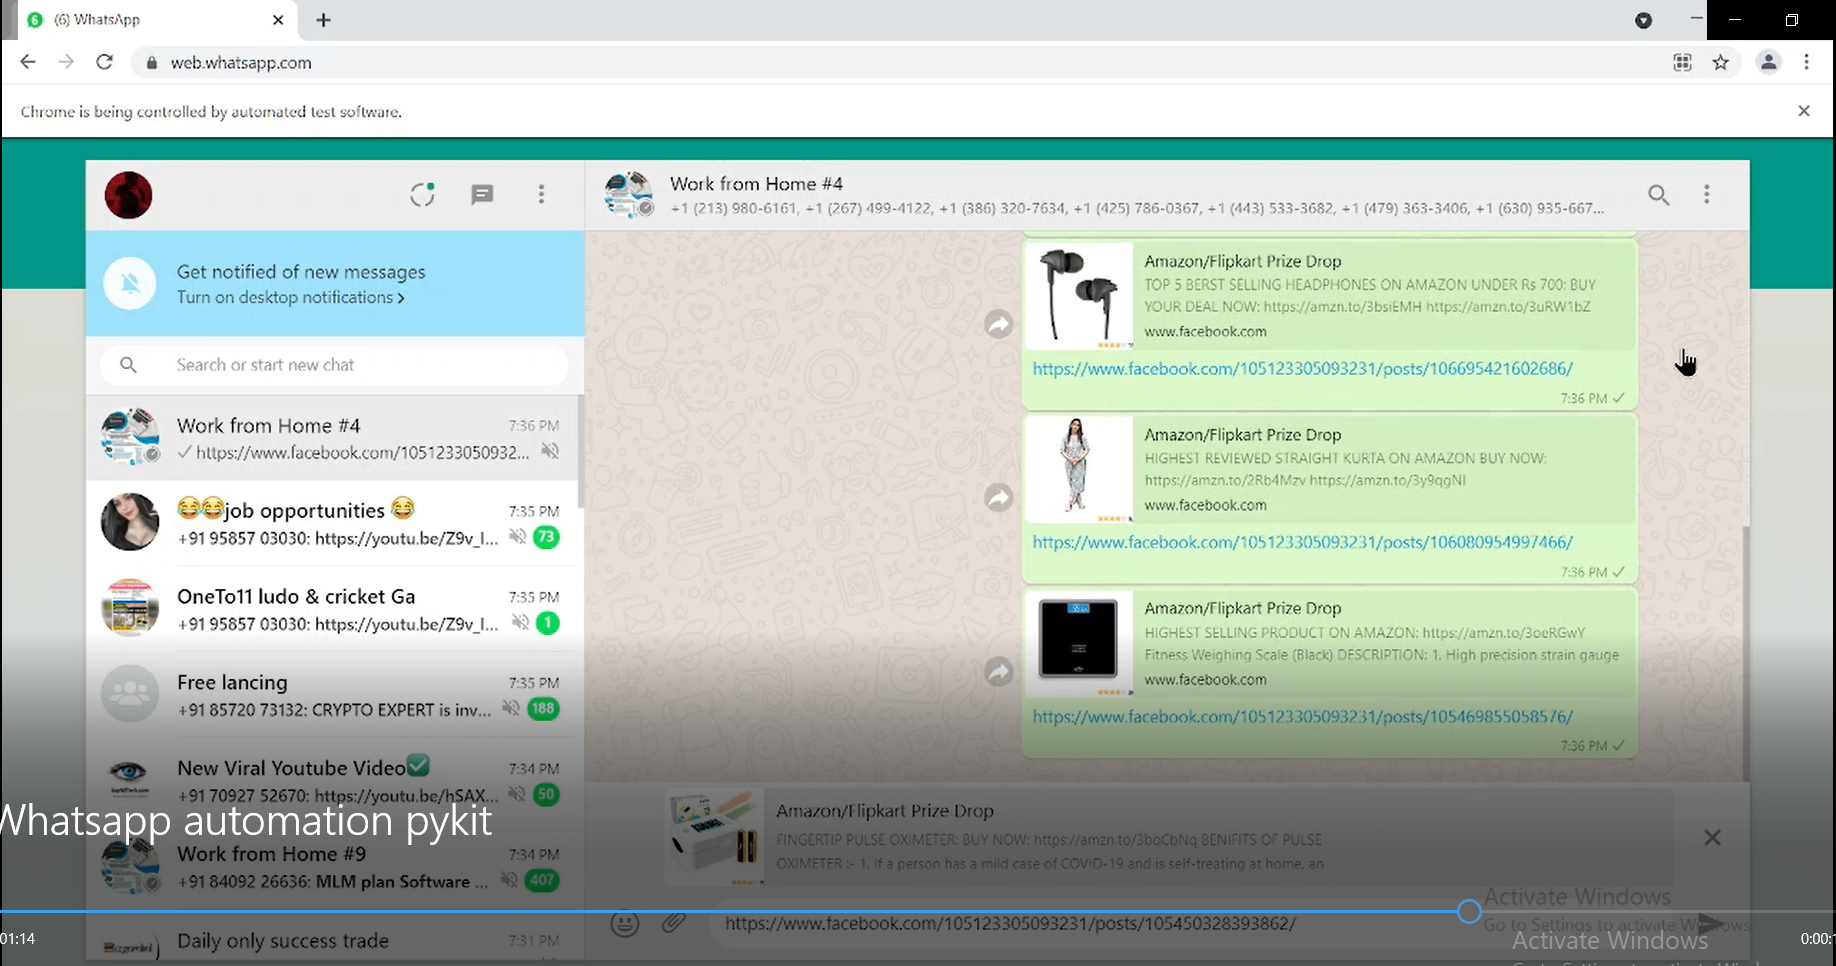 (6) WhatsApp
web.whatsapp.com
Chrome is being controlled by automated test software.
Get notified of new messages
Turn on desktop notifications >
Search or start new chat
Work from Home #4 7:36 PM
https://www.facebook.com/1051233050932...
😂😂job opportunities 😂 7:35 PM
+91 95857 03030: https://youtu.be/Z9v_l... 73
OneTo11 ludo & cricket Ga 7:35 PM
+91 95857 03030: https://youtu.be/Z9v_l... 1
Free lancing 7:35 PM
+91 85720 73132: CRYPTO EXPERT is inv... 188
New Viral Youtube Video✅ 7:34 PM
+91 70927 52670: https://youtu.be/hSAX... 50
Whatsapp automation pykit
Work from Home #9 7:34 PM
+91 84092 26636: MLM plan Software ... 407
Daily only success trade 7:31 PM
01:14
Work from Home #4
+1 (213) 980-6161, +1 (267) 499-4122, +1 (386) 320-7634, +1 (425) 786-0367, +1 (443) 533-3682, +1 (479) 363-3406, +1 (630) 935-667...
Amazon/Flipkart Prize Drop
TOP 5 BERST SELLING HEADPHONES ON AMAZON UNDER Rs 700: BUY
YOUR DEAL NOW: https://amzn.to/3bsiEMH https://amzn.to/3uRW1bZ
www.facebook.com
https://www.facebook.com/105123305093231/posts/106695421602686/
7:36 PM
Amazon/Flipkart Prize Drop
HIGHEST REVIEWED STRAIGHT KURTA ON AMAZON BUY NOW:
https://amzn.to/2Rb4Mzv https://amzn.to/3y9qgNl
www.facebook.com
https://www.facebook.com/105123305093231/posts/106080954997466/
7:36 PM
Amazon/Flipkart Prize Drop
HIGHEST SELLING PRODUCT ON AMAZON: https://amzn.to/3oeRGwY
Fitness Weighing Scale (Black) DESCRIPTION: 1. High precision strain gauge
www.facebook.com
https://www.facebook.com/105123305093231/posts/105469855058576/
7:36 PM
Amazon/Flipkart Prize Drop
FINGERTIP PULSE OXIMETER: BUY NOW: https://amzn.to/3bqCbNq BENIFITS OF PULSE
OXIMETER :- 1. If a person has a mild case of COVID-19 and is self-treating at home, an
https://www.facebook.com/105123305093231/posts/105450328393862/
Activate Windows
Go to Settings to activate Windows.
Activate Windows